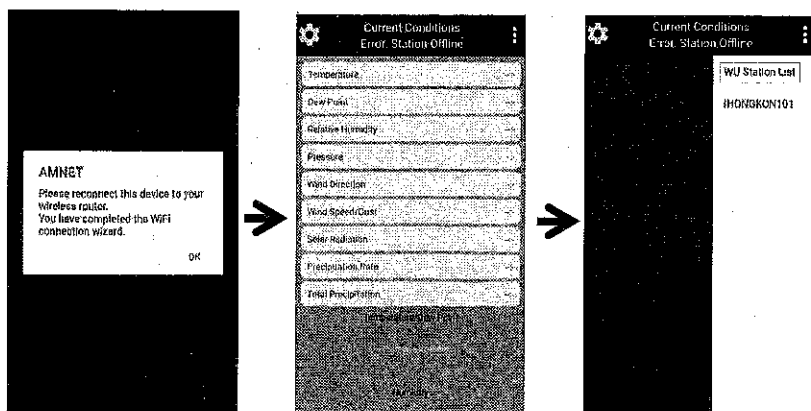 AMNET
Please reconnect this device to your
wireless router.
You have completed the WiFi
connection wizard.
OK
Current Conditions
Error. Station Offline
Temperature
Dew Point
Relative Humidity
Pressure
Wind Direction
Wind Speed/Gust
Solar Radiation
Precipitation Rate
Total Precipitation
Current Conditions
Error. Station Offline
WU Station List
IHONGKON101